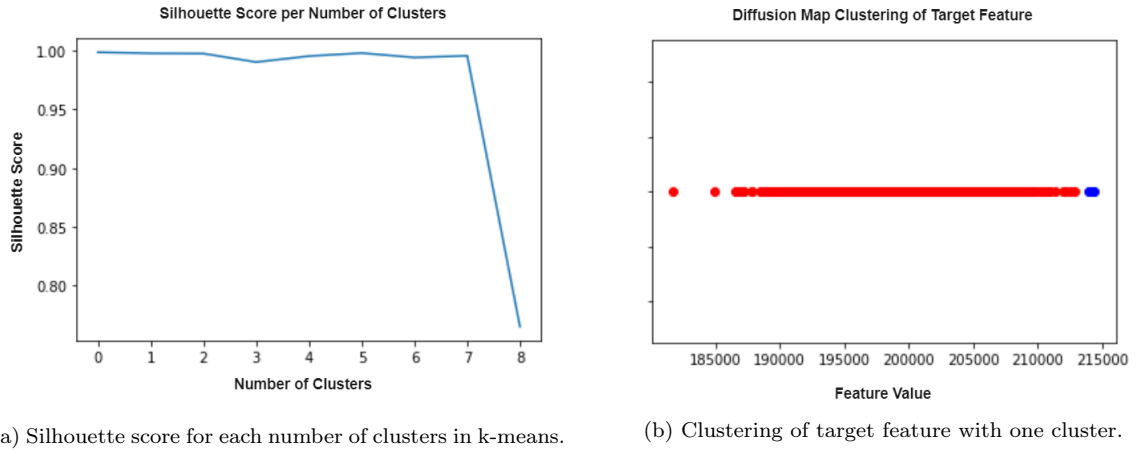 Silhouette Score per Number of Clusters
1.00
0.95
0.90
0.85
0.80
Silhouette Score
0 1 2 3 4 5 6 7 8
Number of Clusters
a) Silhouette score for each number of clusters in k-means.
Diffusion Map Clustering of Target Feature
185000 190000 195000 200000 205000 210000 215000
Feature Value
(b) Clustering of target feature with one cluster.